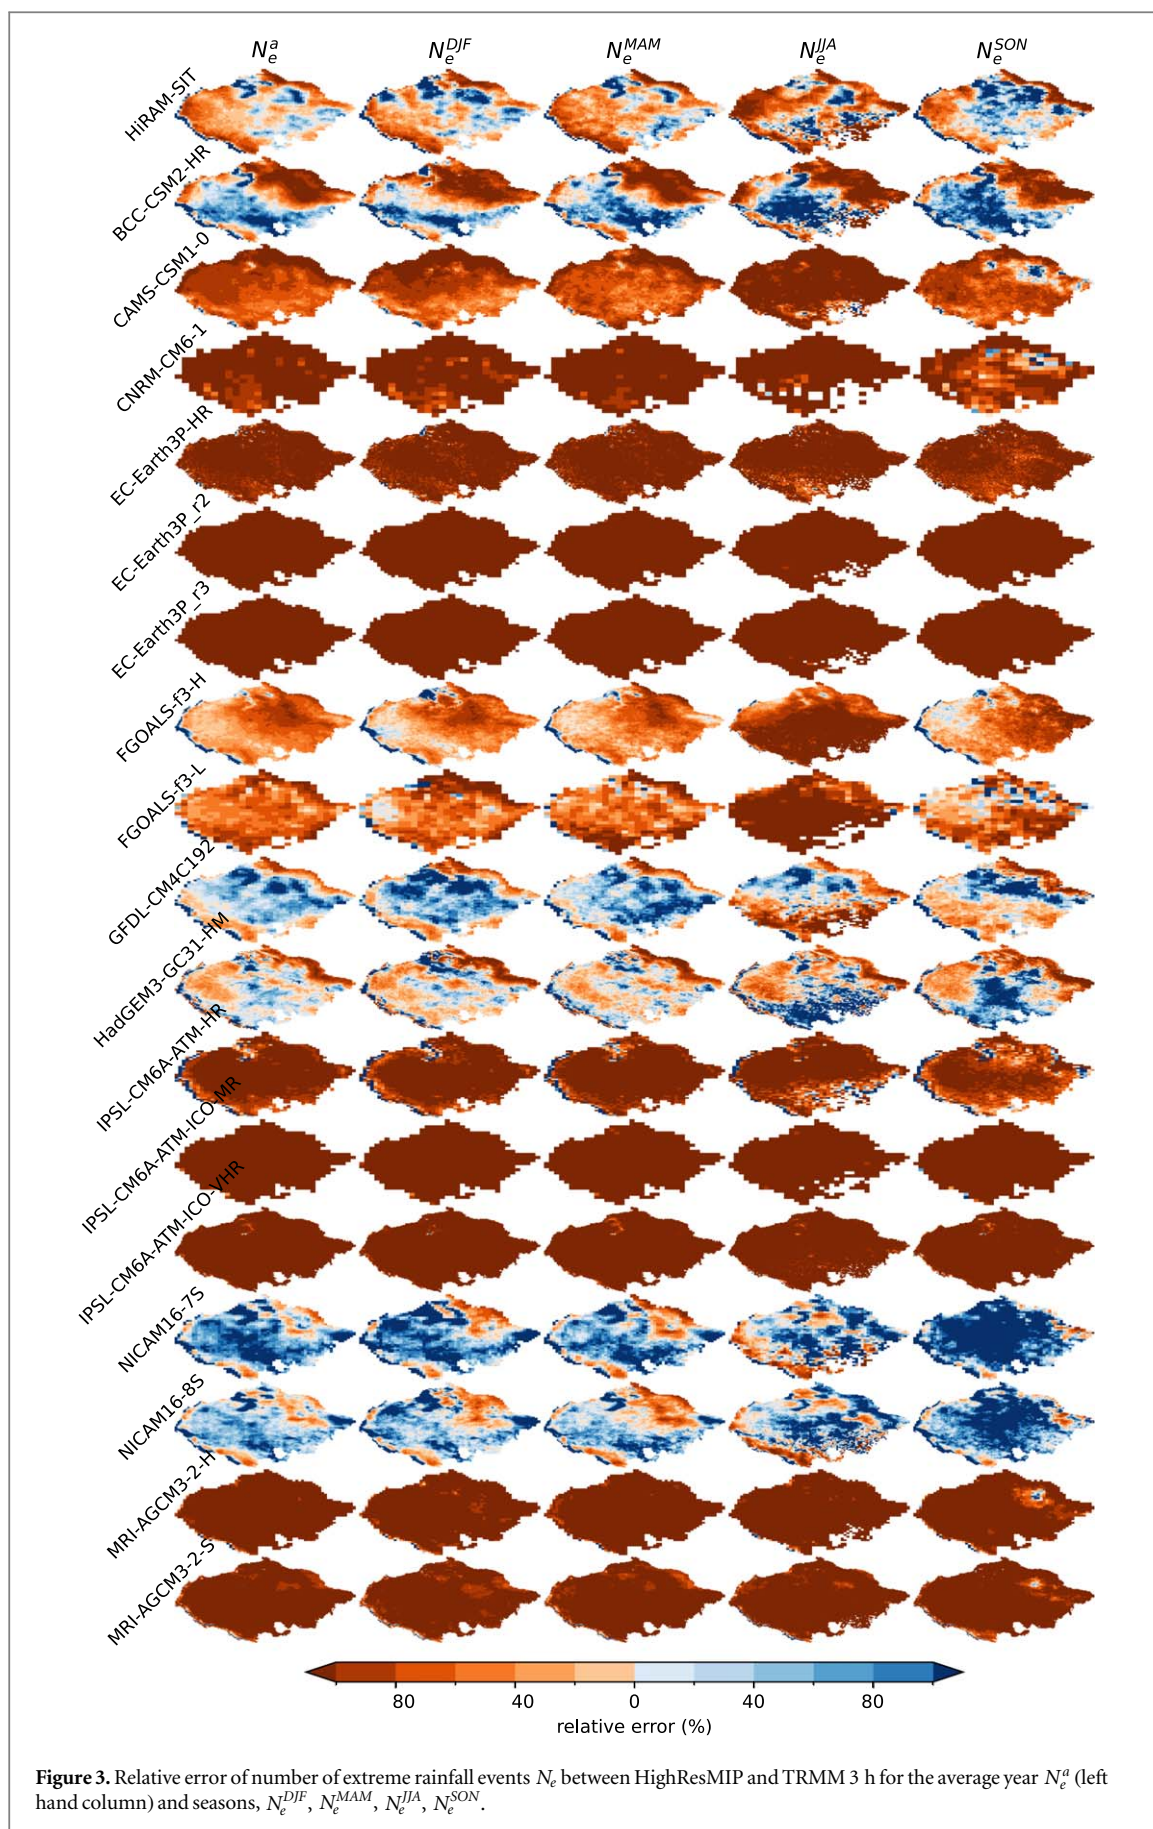 N_e^a N_e^DJF N_e^MAM N_e^JJA N_e^SON
HiRAM-SIT
BCC-CSM2-HR
CAMS-CSM1-0
CNRM-CM6-1
EC-Earth3P-HR
EC-Earth3P_r2
EC-Earth3P_r3
FGOALS-f3-H
FGOALS-f3-L
GFDL-CM4C192
HadGEM3-GC31-HM
IPSL-CM6A-ATM-HR
IPSL-CM6A-ATM-ICO-MR
IPSL-CM6A-ATM-ICO-VHR
NICAM16-7S
NICAM16-8S
MRI-AGCM3-2-H
MRI-AGCM3-2-S
80 40 0 40 80
relative error (%)
Figure 3. Relative error of number of extreme rainfall events N_e between HighResMIP and TRMM 3 h for the average year N_e^a (left
hand column) and seasons, N_e^DJF, N_e^MAM, N_e^JJA, N_e^SON.